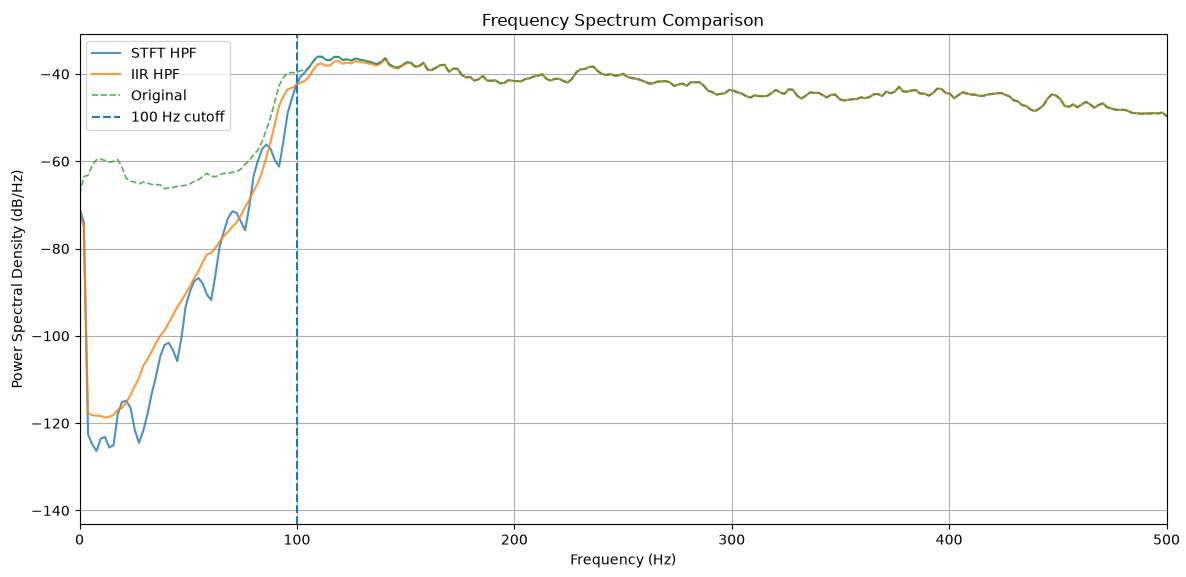 Frequency Spectrum Comparison
STFT HPF
IIR HPF
Original
100 Hz cutoff
Power Spectral Density (dB/Hz)
−40
−60
−80
−100
−120
−140
0 100 200 300 400 500
Frequency (Hz)